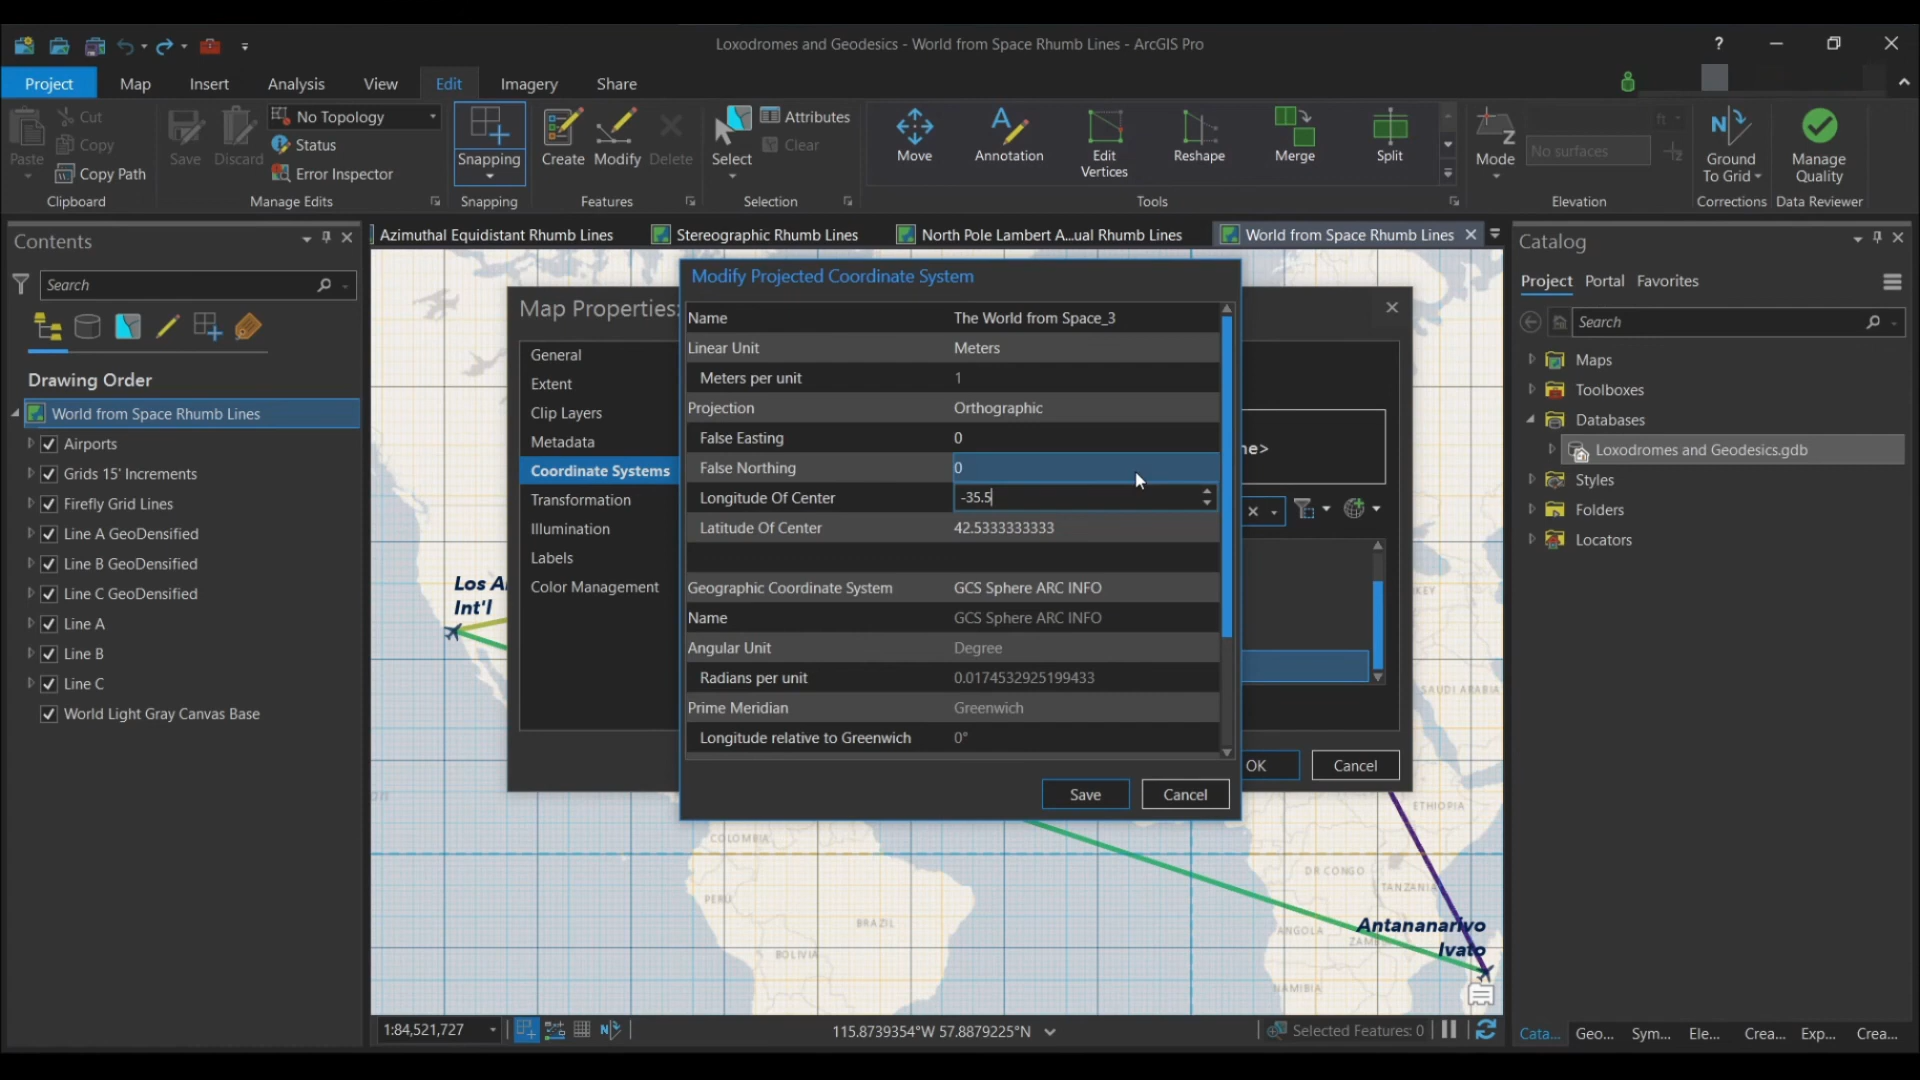 Loxodromes and Geodesics - World from Space Rhumb Lines - ArcGIS Pro
?
Project
Map
Insert
Analysis
View
Edit
Imagery
Share
Paste
Cut
Copy
Copy Path
Clipboard
Save
Discard
No Topology
Status
Error Inspector
Manage Edits
Snapping
Snapping
Create
Modify
Delete
Features
Select
Attributes
Clear
Selection
Move
Annotation
Edit
Vertices
Reshape
Merge
Split
Tools
Mode
ft
No surfaces
Elevation
Ground
To Grid
Corrections
Manage
Quality
Data Reviewer
Contents
Search
Drawing Order
World from Space Rhumb Lines
Airports
Grids 15' Increments
Firefly Grid Lines
Line A GeoDensified
Line B GeoDensified
Line C GeoDensified
Line A
Line B
Line C
World Light Gray Canvas Base
Azimuthal Equidistant Rhumb Lines
Stereographic Rhumb Lines
North Pole Lambert A...ual Rhumb Lines
World from Space Rhumb Lines
Map Properties:
General
Extent
Clip Layers
Metadata
Coordinate Systems
Transformation
Illumination
Labels
Color Management
ne>
OK
Cancel
Modify Projected Coordinate System
Name The World from Space_3
Linear Unit Meters
Meters per unit 1
Projection Orthographic
False Easting 0
False Northing 0
Longitude Of Center -35.5
Latitude Of Center 42.5333333333
Geographic Coordinate System GCS Sphere ARC INFO
Name GCS Sphere ARC INFO
Angular Unit Degree
Radians per unit 0.0174532925199433
Prime Meridian Greenwich
Longitude relative to Greenwich 0°
Save
Cancel
Los A
Int'l
KEY
SAUDI ARABIA
ETHIOPIA
COLOMBIA
PERU
BRAZIL
BOLIVIA
DR CONGO
TANZANIA
ANGOLA
ZAM
NAMIBIA
Antananarivo
Ivato
1:84,521,727
115.8739354°W 57.8879225°N
Selected Features: 0
Catalog
Project
Portal
Favorites
Search
Maps
Toolboxes
Databases
Loxodromes and Geodesics.gdb
Styles
Folders
Locators
Cata...
Geo...
Sym...
Ele...
Crea...
Exp...
Crea...